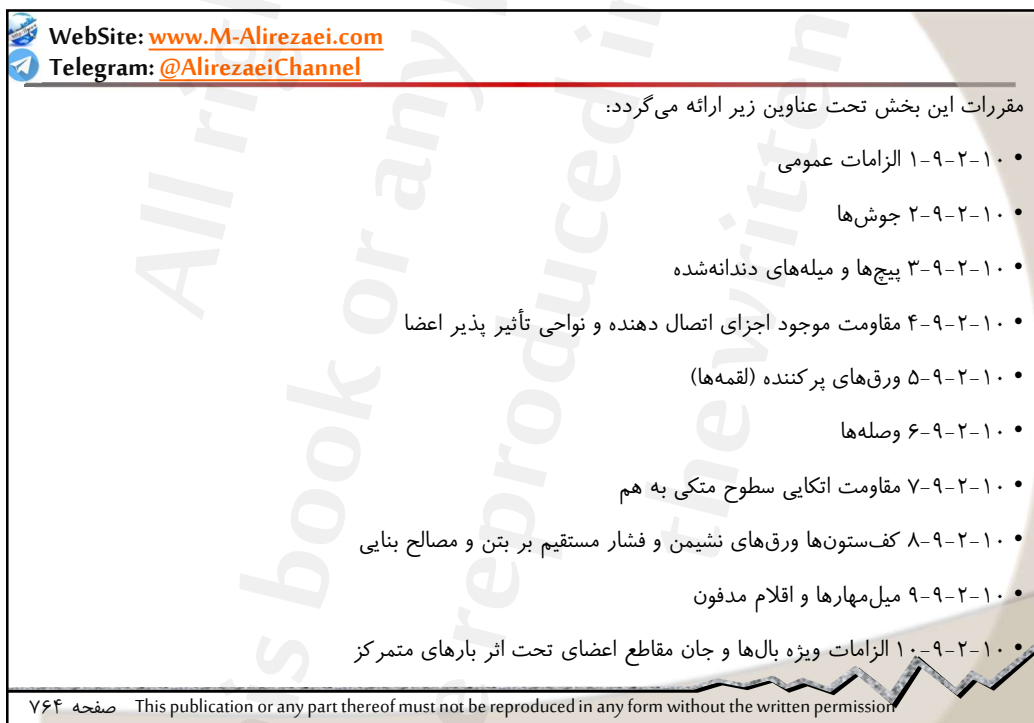 WebSite: www.M-Alirezaei.com
Telegram: @AlirezaeiChannel
مقررات این بخش تحت عناوین زیر ارائه می‌گردد:
• ۱۰-۲-۹-۱ الزامات عمومی
• ۱۰-۲-۹-۲ جوش‌ها
• ۱۰-۲-۹-۳ پیچ‌ها و میله‌های دندانه‌شده
• ۱۰-۲-۹-۴ مقاومت موجود اجزای اتصال دهنده و نواحی تأثیر پذیر اعضا
• ۱۰-۲-۹-۵ ورق‌های پرکننده (لقمه‌ها)
• ۱۰-۲-۹-۶ وصله‌ها
• ۱۰-۲-۹-۷ مقاومت اتکایی سطوح متکی به هم
• ۱۰-۲-۹-۸ کف‌ستون‌ها ورق‌های نشیمن و فشار مستقیم بر بتن و مصالح بنایی
• ۱۰-۲-۹-۹ میل‌مهارها و اقلام مدفون
• ۱۰-۲-۹-۱۰ الزامات ویژه بال‌ها و جان مقاطع اعضای تحت اثر بارهای متمرکز
صفحه ۷۶۴ This publication or any part thereof must not be reproduced in any form without the written permission